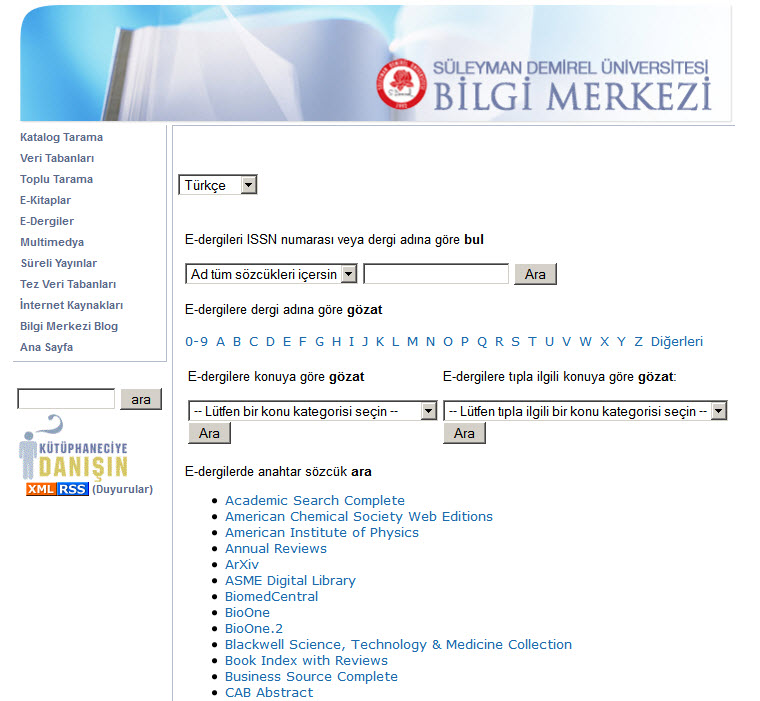 SÜLEYMAN DEMİREL ÜNİVERSİTESİ
BİLGİ MERKEZİ
Katalog Tarama
Veri Tabanları
Toplu Tarama
E-Kitaplar
E-Dergiler
Multimedya
Süreli Yayınlar
Tez Veri Tabanları
İnternet Kaynakları
Bilgi Merkezi Blog
Ana Sayfa
ara
KÜTÜPHANECİYE
DANIŞIN
XML RSS (Duyurular)
Türkçe
E-dergileri ISSN numarası veya dergi adına göre bul
Ad tüm sözcükleri içersin Ara
E-dergilere dergi adına göre gözat
0-9 A B C D E F G H I J K L M N O P Q R S T U V W X Y Z Diğerleri
E-dergilere konuya göre gözat
-- Lütfen bir konu kategorisi seçin --
Ara
E-dergilere tıpla ilgili konuya göre gözat:
-- Lütfen tıpla ilgili bir konu kategorisi seçin --
Ara
E-dergilerde anahtar sözcük ara
Academic Search Complete
American Chemical Society Web Editions
American Institute of Physics
Annual Reviews
ArXiv
ASME Digital Library
BiomedCentral
BioOne
BioOne.2
Blackwell Science, Technology & Medicine Collection
Book Index with Reviews
Business Source Complete
CAB Abstract